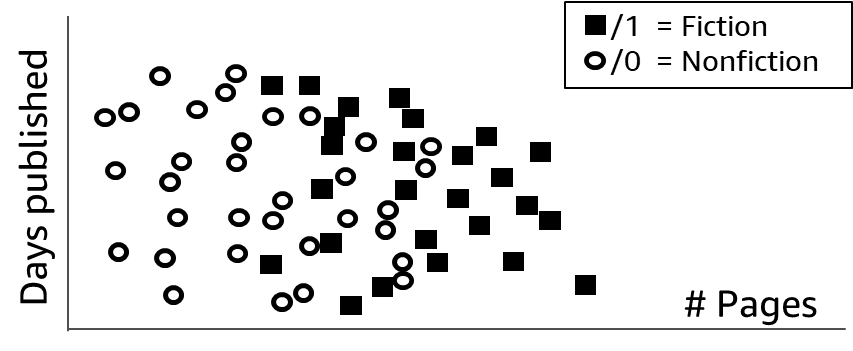 ■/1 = Fiction
○/0 = Nonfiction
Days published
# Pages